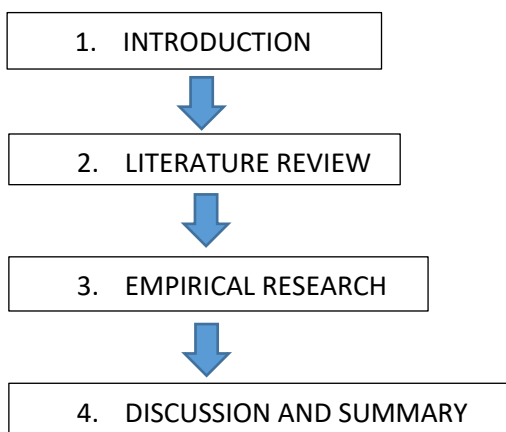 1. INTRODUCTION
2. LITERATURE REVIEW
3. EMPIRICAL RESEARCH
4. DISCUSSION AND SUMMARY